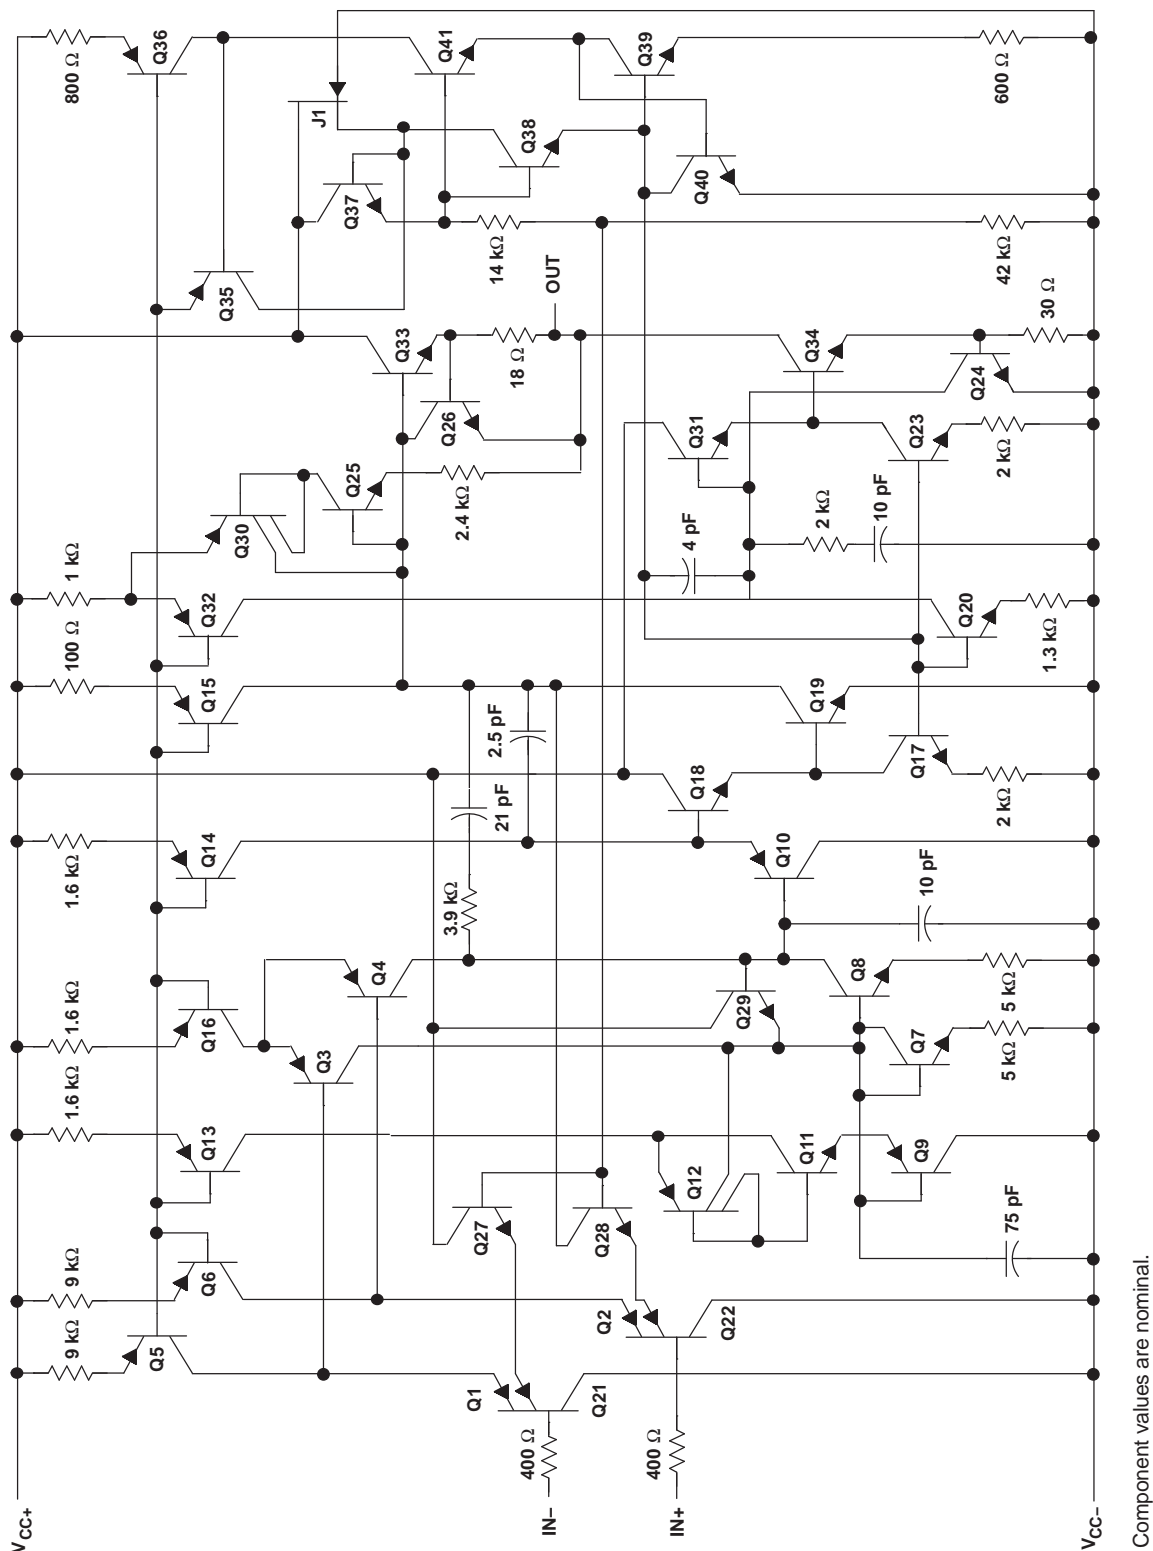 VCC+
9 kΩ
9 kΩ
1.6 kΩ
1.6 kΩ
1.6 kΩ
100 Ω
1 kΩ
800 Ω
Q5
Q36
Q6
Q13
Q16
Q14
Q15
Q32
Q35
Q30
Q3
J1
Q25
Q37
Q4
Q33
Q26
Q41
3.9 kΩ
2.4 kΩ
Q1
Q27
21 pF
2.5 pF
14 kΩ
18 Ω
400 Ω
Q38
IN−
OUT
Q21
Q2
Q28
Q39
400 Ω
IN+
Q12
4 pF
Q31
Q18
Q40
Q22
Q29
Q10
Q11
Q19
2 kΩ
Q34
Q8
10 pF
Q9
Q7
10 pF
Q17
Q23
Q20
Q24
75 pF
5 kΩ
5 kΩ
2 kΩ
2 kΩ
600 Ω
42 kΩ
1.3 kΩ
30 Ω
VCC−
Component values are nominal.